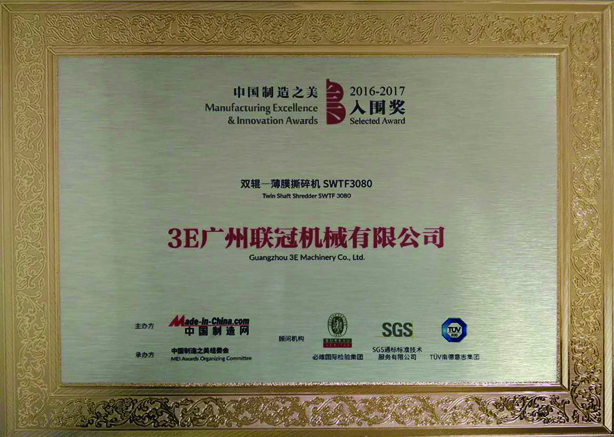 中国制造之美
Manufacturing Excellence
& Innovation Awards
2016-2017
入围奖
Selected Award
双辊—薄膜撕碎机 SWTF3080
Twin Shaft Shredder SWTF 3080
3E广州联冠机械有限公司
Guangzhou 3E Machinery Co., Ltd.
主办方
Made-in-China.com
中国制造网
承办方
中国制造之美组委会
MEI Awards Organizing Committee
顾问机构
必维国际检验集团
SGS
SGS通标标准技术
服务有限公司
TÜV
TÜV南德意志集团